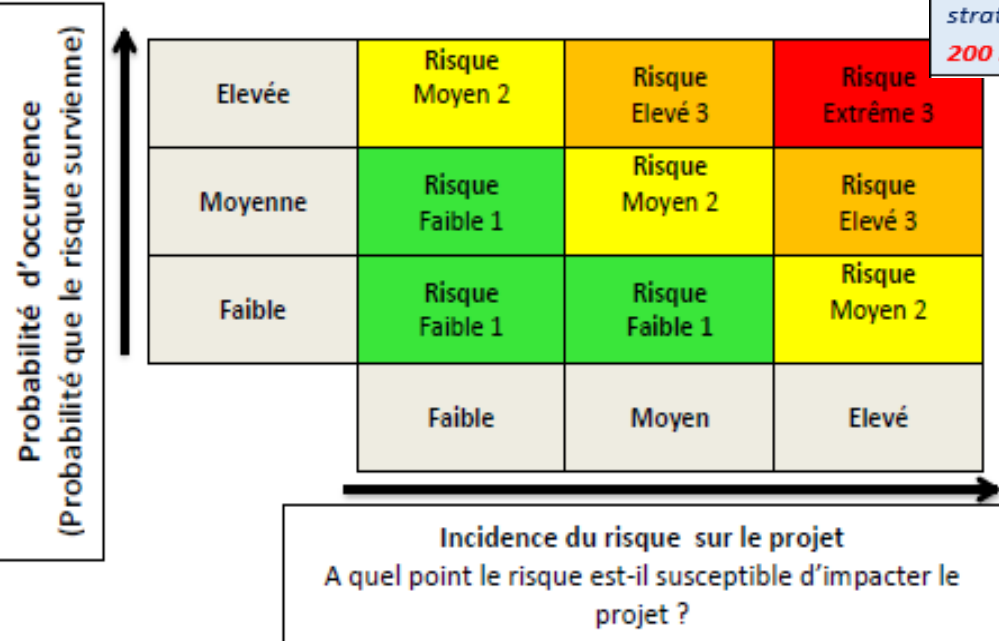 Probabilité d'occurrence
(Probabilité que le risque survienne)
200
Elevée
Risque
Moyen 2
Risque
Elevé 3
Risque
Extrême 3
Moyenne
Risque
Faible 1
Risque
Moyen 2
Risque
Elevé 3
Faible
Risque
Faible 1
Risque
Faible 1
Risque
Moyen 2
Faible
Moyen
Elevé
Incidence du risque sur le projet
A quel point le risque est-il susceptible d'impacter le
projet ?